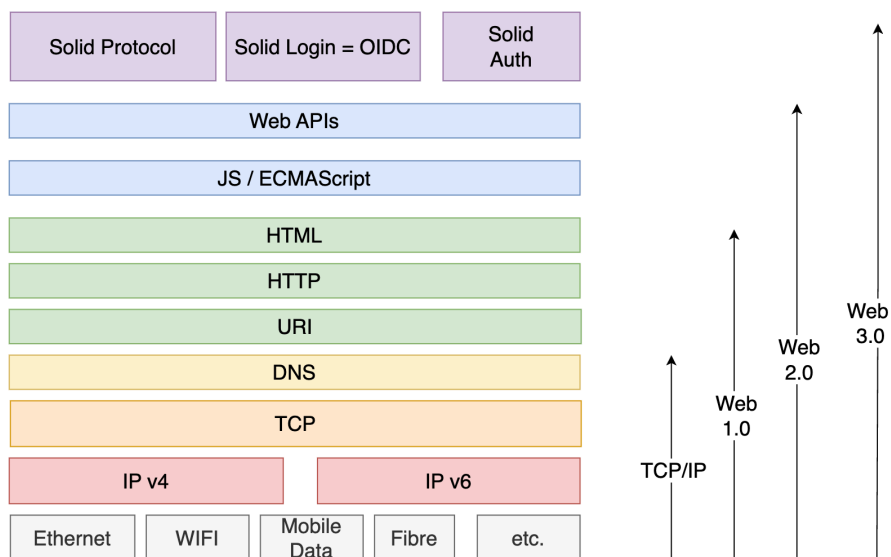 Solid Protocol
Solid Login = OIDC
Solid
Auth
Web APIs
JS / ECMAScript
HTML
HTTP
URI
DNS
TCP
IP v4
IP v6
Ethernet
WIFI
Mobile
Data
Fibre
etc.
TCP/IP
Web
1.0
Web
2.0
Web
3.0